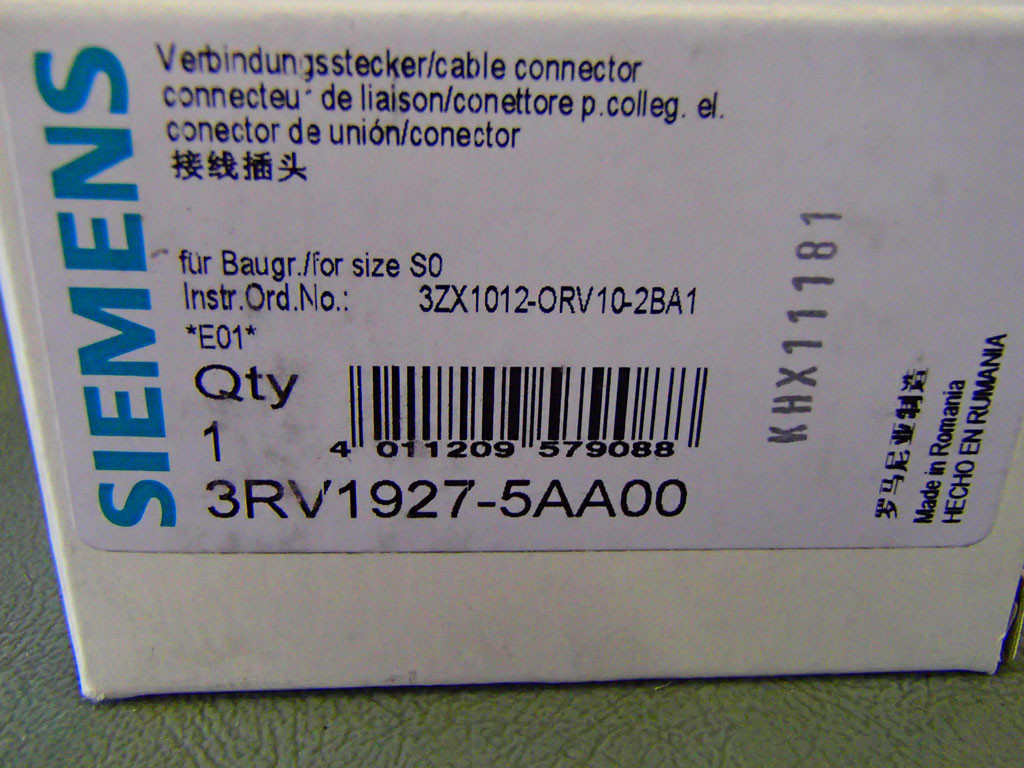 SIEMENS
Verbindungsstecker/cable connector
connecteur de liaison/conettore p.colleg. el.
conector de unión/conector
接线插头
für Baugr./for size S0
Instr.Ord.No.: 3ZX1012-ORV10-2BA1
*E01*
Qty
1
4 011209 579088
3RV1927-5AA00
KHX11181
罗马尼亚制造
Made in Romania
HECHO EN RUMANIA